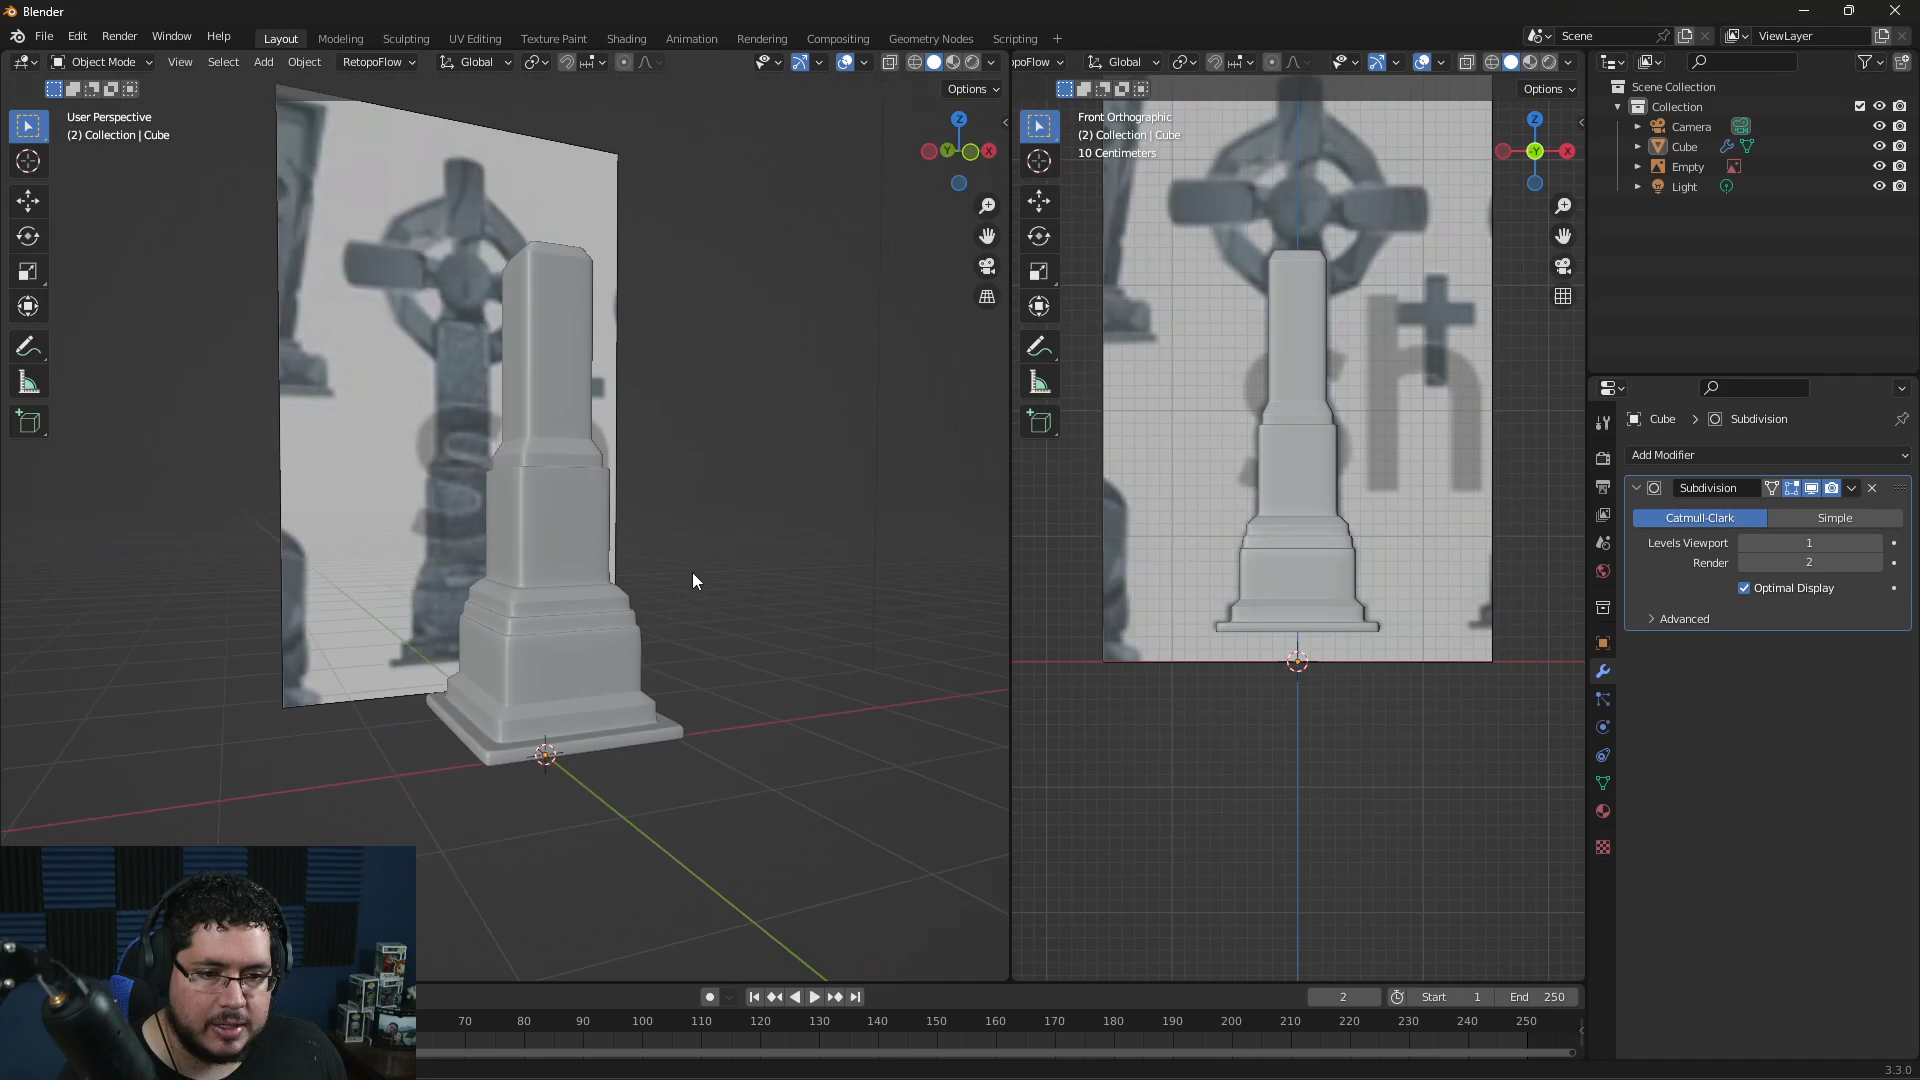 Blender
File Edit Render Window Help
Layout Modeling Sculpting UV Editing Texture Paint Shading Animation Rendering Compositing Geometry Nodes Scripting +
Scene
ViewLayer
Object Mode View Select Add Object RetopoFlow Global
Options
User Perspective
(2) Collection | Cube
Z
Y
X
poFlow Global
Options
Front Orthographic
(2) Collection | Cube
10 Centimeters
Z
-Y
X
Scene Collection
Collection
Camera
Cube
Empty
Light
Cube > Subdivision
Add Modifier
Subdivision
Catmull-Clark Simple
Levels Viewport 1
Render 2
Optimal Display
Advanced
2 Start 1 End 250
70 80 90 100 110 120 130 140 150 160 170 180 190 200 210 220 230 240 250
3.3.0